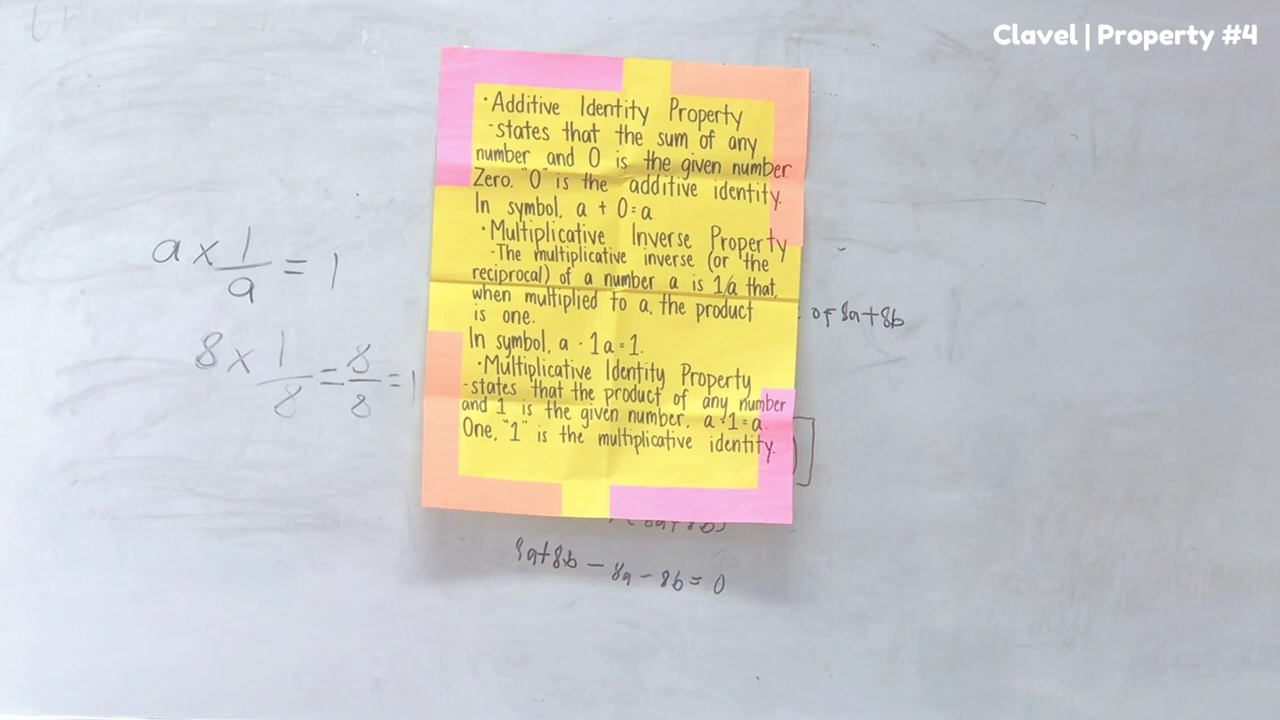 Clavel | Property #4
• Additive Identity Property
- states that the sum of any
number and 0 is the given number.
Zero. "0" is the additive identity.
In symbol, a + 0 = a
• Multiplicative Inverse Property
- The multiplicative inverse (or the
reciprocal) of a number a is 1/a that,
when multiplied to a, the product
is one.
In symbol, a · 1a = 1.
• Multiplicative Identity Property
- states that the product of any number
and 1 is the given number, a · 1 = a.
One, "1" is the multiplicative identity.
a × 1/a = 1
8 × 1/8 = 8/8 = 1
of 8a+8b
8a+8b − 8a − 8b = 0